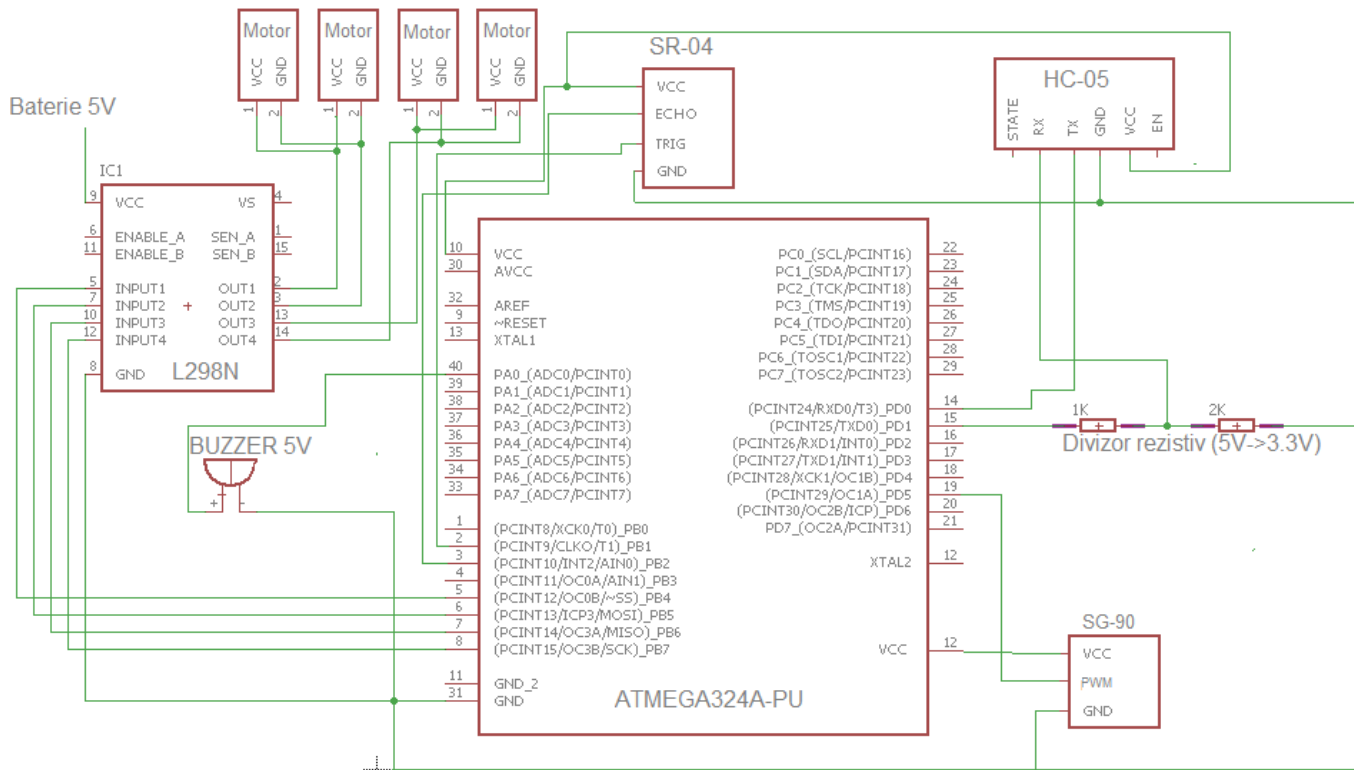 Motor
VCC
GND
1
2
Motor
VCC
GND
1
2
Motor
VCC
GND
1
2
Motor
VCC
GND
1
2
SR-04
VCC
ECHO
TRIG
GND
HC-05
STATE
RX
TX
GND
VCC
EN
Baterie 5V
IC1
9 VCC VS 4
6 ENABLE_A SEN_A 1
11 ENABLE_B SEN_B 15
5 INPUT1 OUT1 2
7 INPUT2 OUT2 3
10 INPUT3 OUT3 13
12 INPUT4 OUT4 14
8 GND
L298N
BUZZER 5V
+ -
10 VCC
30 AVCC
32 AREF
9 ~RESET
13 XTAL1
40 PA0_(ADC0/PCINT0)
39 PA1_(ADC1/PCINT1)
38 PA2_(ADC2/PCINT2)
37 PA3_(ADC3/PCINT3)
36 PA4_(ADC4/PCINT4)
35 PA5_(ADC5/PCINT5)
34 PA6_(ADC6/PCINT6)
33 PA7_(ADC7/PCINT7)
1 (PCINT8/XCK0/T0)_PB0
2 (PCINT9/CLKO/T1)_PB1
3 (PCINT10/INT2/AIN0)_PB2
4 (PCINT11/OC0A/AIN1)_PB3
5 (PCINT12/OC0B/~SS)_PB4
6 (PCINT13/ICP3/MOSI)_PB5
7 (PCINT14/OC3A/MISO)_PB6
8 (PCINT15/OC3B/SCK)_PB7
11 GND_2
31 GND
PC0_(SCL/PCINT16) 22
PC1_(SDA/PCINT17) 23
PC2_(TCK/PCINT18) 24
PC3_(TMS/PCINT19) 25
PC4_(TDO/PCINT20) 26
PC5_(TDI/PCINT21) 27
PC6_(TOSC1/PCINT22) 28
PC7_(TOSC2/PCINT23) 29
(PCINT24/RXD0/T3)_PD0 14
(PCINT25/TXD0)_PD1 15
(PCINT26/RXD1/INT0)_PD2 16
(PCINT27/TXD1/INT1)_PD3 17
(PCINT28/XCK1/OC1B)_PD4 18
(PCINT29/OC1A)_PD5 19
(PCINT30/OC2B/ICP)_PD6 20
PD7_(OC2A/PCINT31) 21
XTAL2 12
VCC 12
ATMEGA324A-PU
1K
2K
Divizor rezistiv (5V->3.3V)
SG-90
VCC
PWM
GND